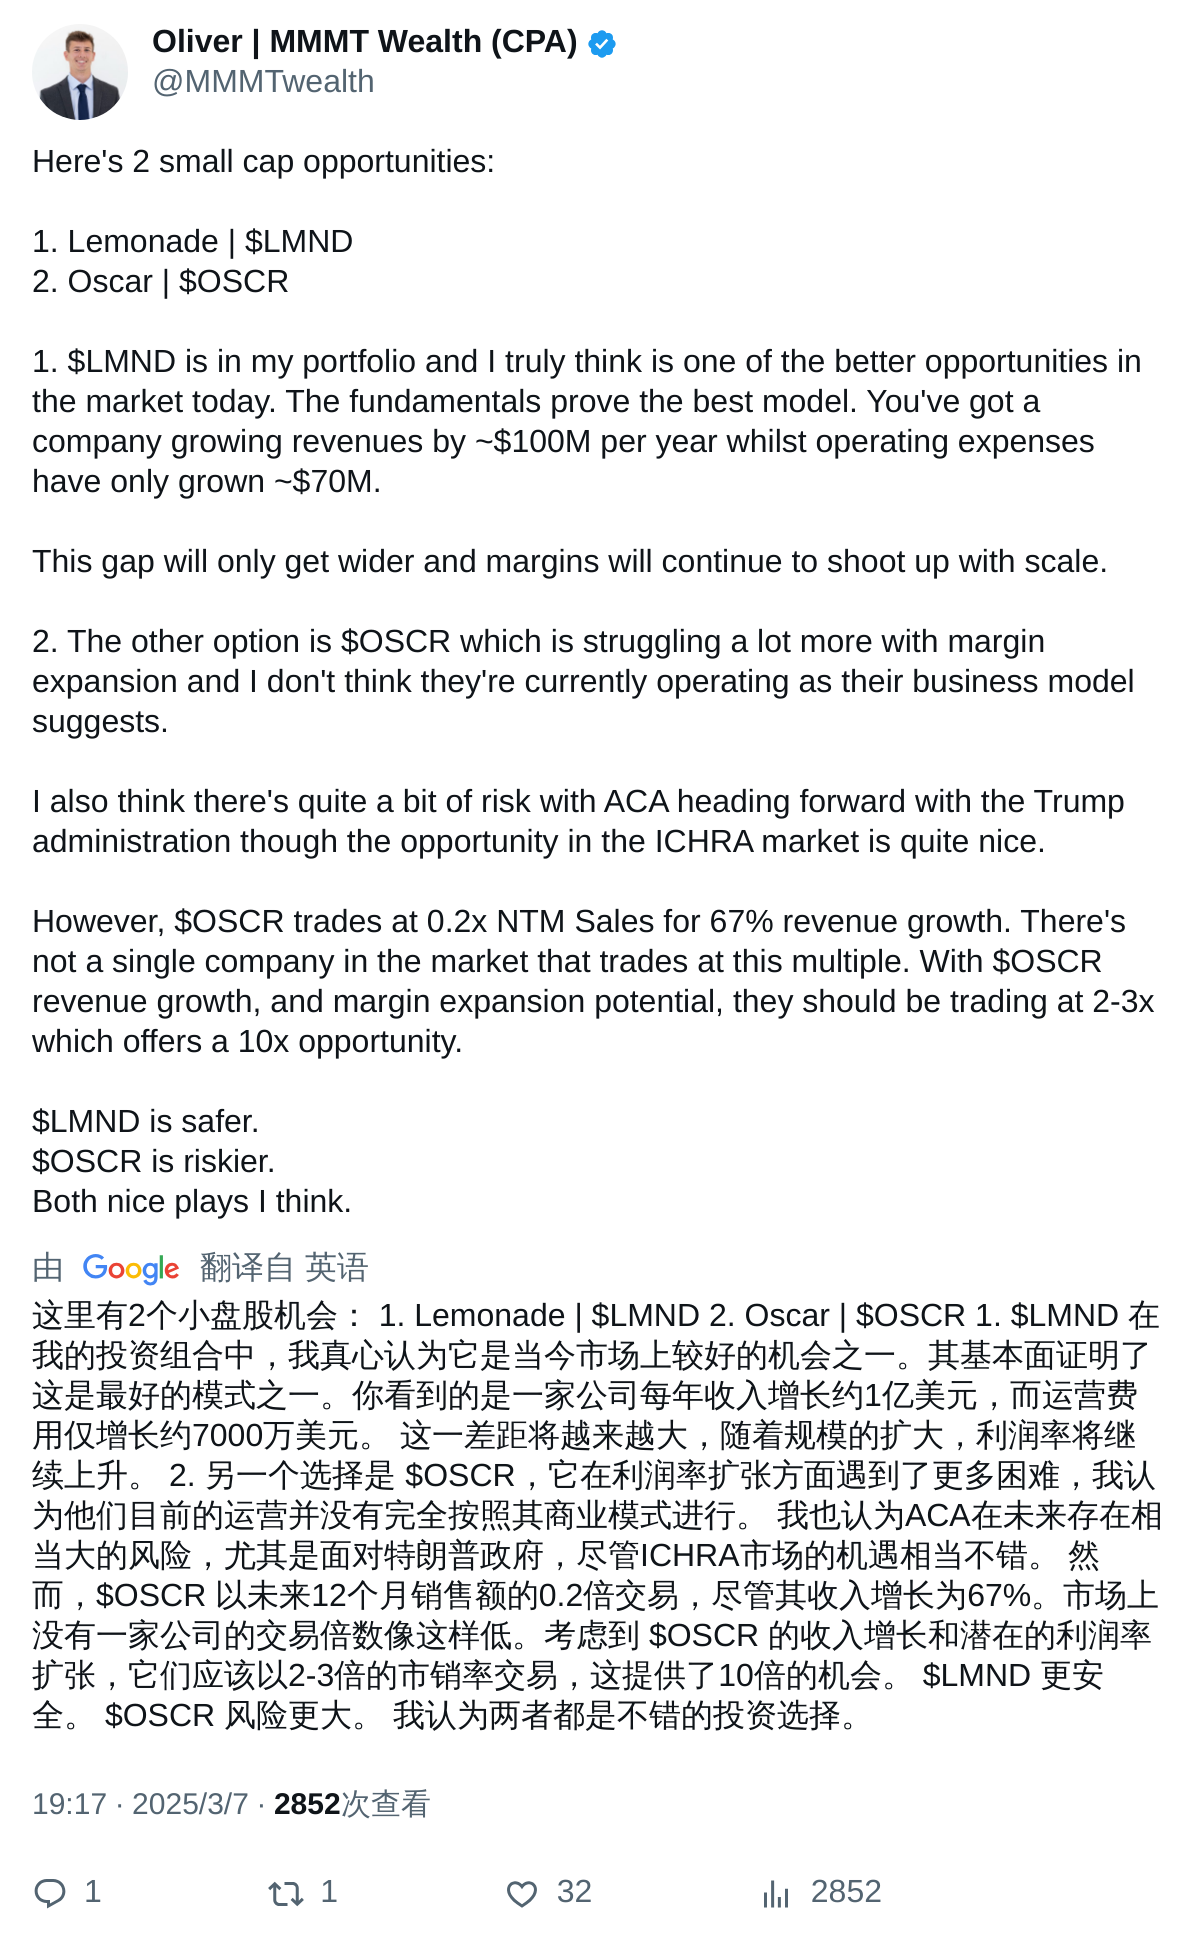 Oliver | MMMT Wealth (CPA)
@MMMTwealth
Here's 2 small cap opportunities:
1. Lemonade | $LMND
2. Oscar | $OSCR
1. $LMND is in my portfolio and I truly think is one of the better opportunities in
the market today. The fundamentals prove the best model. You've got a
company growing revenues by ~$100M per year whilst operating expenses
have only grown ~$70M.
This gap will only get wider and margins will continue to shoot up with scale.
2. The other option is $OSCR which is struggling a lot more with margin
expansion and I don't think they're currently operating as their business model
suggests.
I also think there's quite a bit of risk with ACA heading forward with the Trump
administration though the opportunity in the ICHRA market is quite nice.
However, $OSCR trades at 0.2x NTM Sales for 67% revenue growth. There's
not a single company in the market that trades at this multiple. With $OSCR
revenue growth, and margin expansion potential, they should be trading at 2-3x
which offers a 10x opportunity.
$LMND is safer.
$OSCR is riskier.
Both nice plays I think.
由 Google 翻译自 英语
这里有2个小盘股机会： 1. Lemonade | $LMND 2. Oscar | $OSCR 1. $LMND 在
我的投资组合中，我真心认为它是当今市场上较好的机会之一。其基本面证明了
这是最好的模式之一。你看到的是一家公司每年收入增长约1亿美元，而运营费
用仅增长约7000万美元。 这一差距将越来越大，随着规模的扩大，利润率将继
续上升。 2. 另一个选择是 $OSCR，它在利润率扩张方面遇到了更多困难，我认
为他们目前的运营并没有完全按照其商业模式进行。 我也认为ACA在未来存在相
当大的风险，尤其是面对特朗普政府，尽管ICHRA市场的机遇相当不错。 然
而，$OSCR 以未来12个月销售额的0.2倍交易，尽管其收入增长为67%。市场上
没有一家公司的交易倍数像这样低。考虑到 $OSCR 的收入增长和潜在的利润率
扩张，它们应该以2-3倍的市销率交易，这提供了10倍的机会。 $LMND 更安
全。 $OSCR 风险更大。 我认为两者都是不错的投资选择。
19:17 · 2025/3/7 · 2852次查看
1 1 32 2852